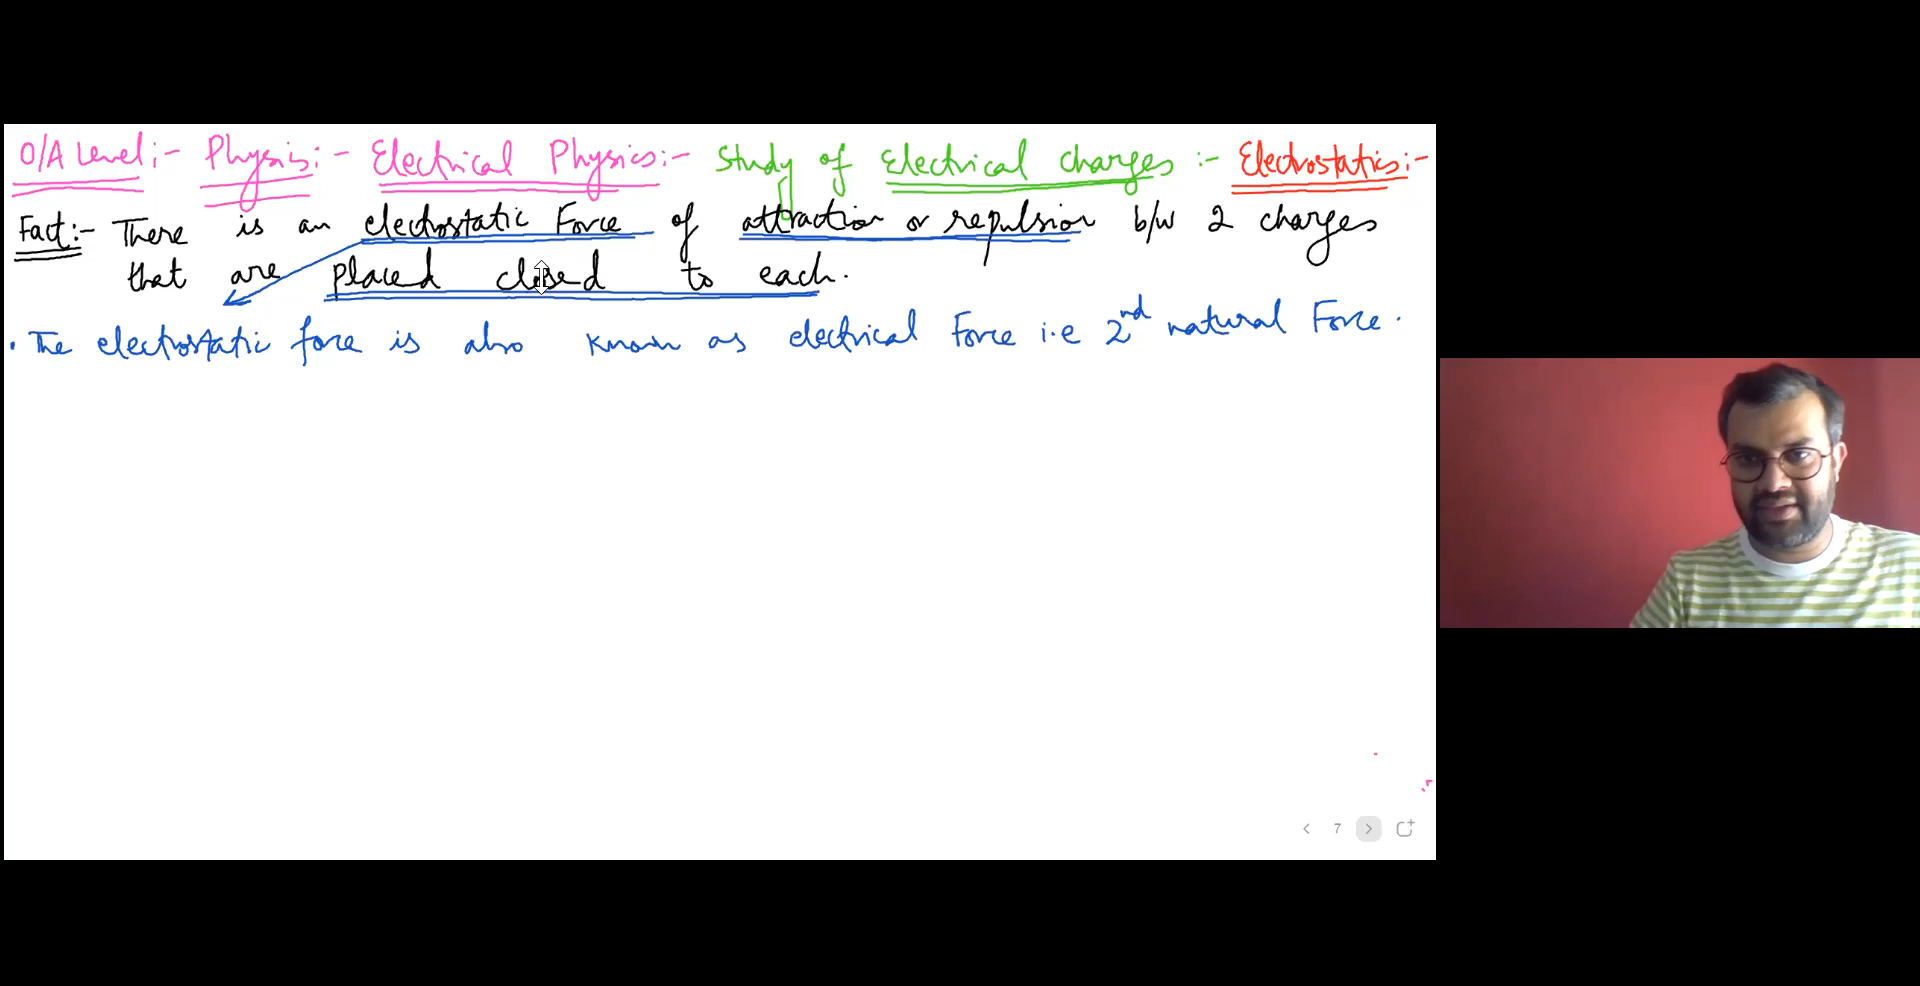 O/A Level:- Physics:- Electrical Physics:- Study of Electrical charges :- Electrostatics:-
Fact:- There is an electrostatic Force of attraction or repulsion b/w 2 charges
that are placed closed to each.
. The electrostatic force is also known as electrical Force i.e 2nd natural Force.
7